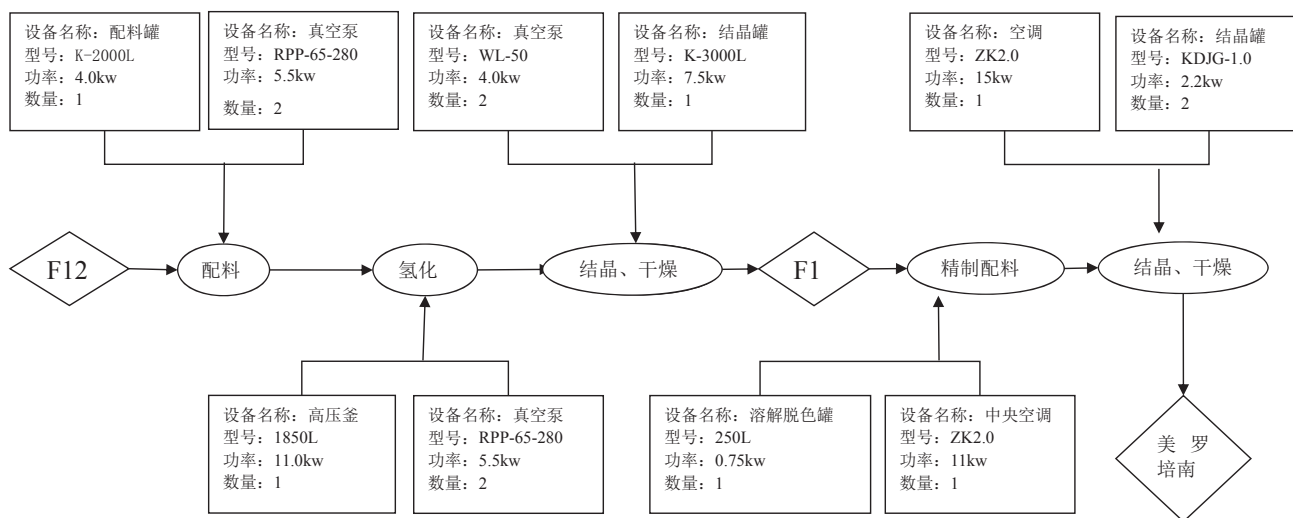 设备名称：配料罐
型号：K-2000L
功率：4.0kw
数量：1
设备名称：真空泵
型号：RPP-65-280
功率：5.5kw
数量：2
设备名称：真空泵
型号：WL-50
功率：4.0kw
数量：2
设备名称：结晶罐
型号：K-3000L
功率：7.5kw
数量：1
设备名称：空调
型号：ZK2.0
功率：15kw
数量：1
设备名称：结晶罐
型号：KDJG-1.0
功率：2.2kw
数量：2
F12
配料
氢化
结晶、干燥
F1
精制配料
结晶、干燥
设备名称：高压釜
型号：1850L
功率：11.0kw
数量：1
设备名称：真空泵
型号：RPP-65-280
功率：5.5kw
数量：2
设备名称：溶解脱色罐
型号：250L
功率：0.75kw
数量：1
设备名称：中央空调
型号：ZK2.0
功率：11kw
数量：1
美 罗
培南